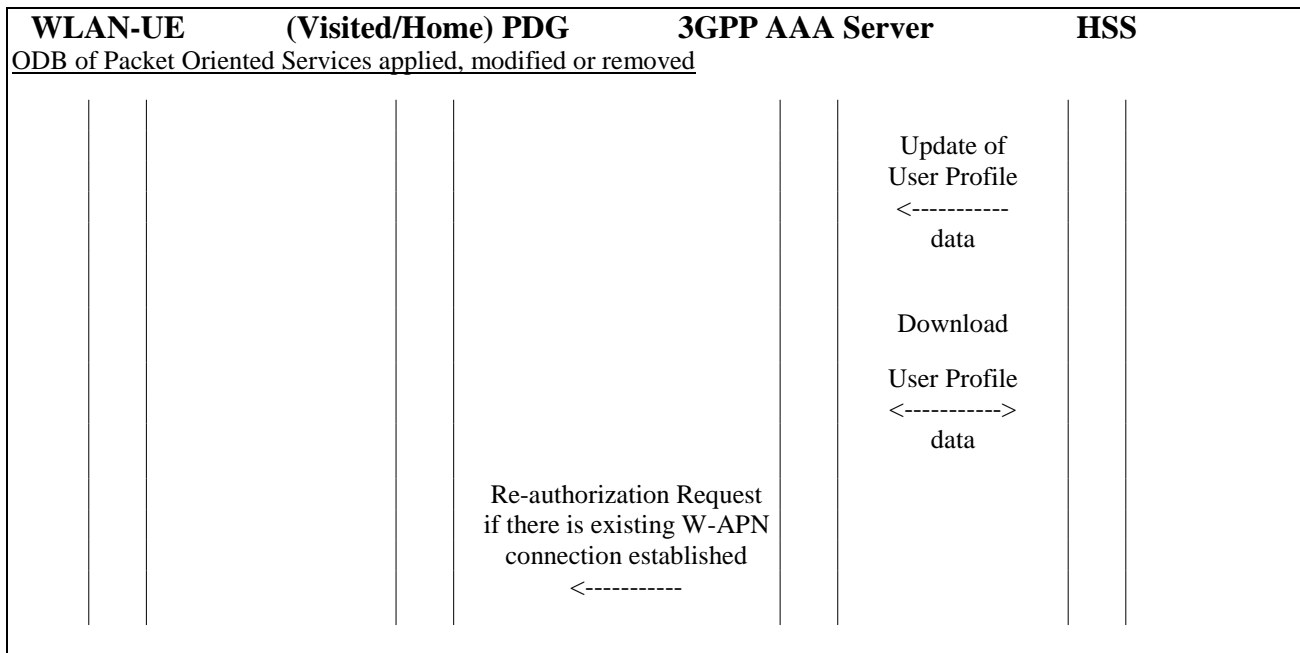 WLAN-UE (Visited/Home) PDG 3GPP AAA Server HSS
ODB of Packet Oriented Services applied, modified or removed
Update of
User Profile
<-----------
data
Download
User Profile
<----------->
data
Re-authorization Request
if there is existing W-APN
connection established
<-----------